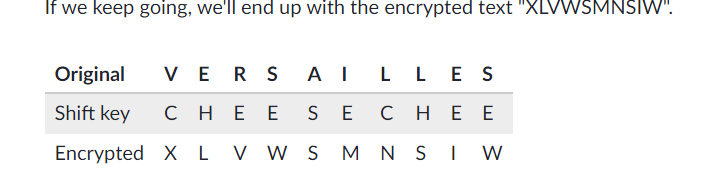 If we keep going, we'll end up with the encrypted text "XLVWSMNSIW".
Original V E R S A I L L E S
Shift key C H E E S E C H E E
Encrypted X L V W S M N S I W